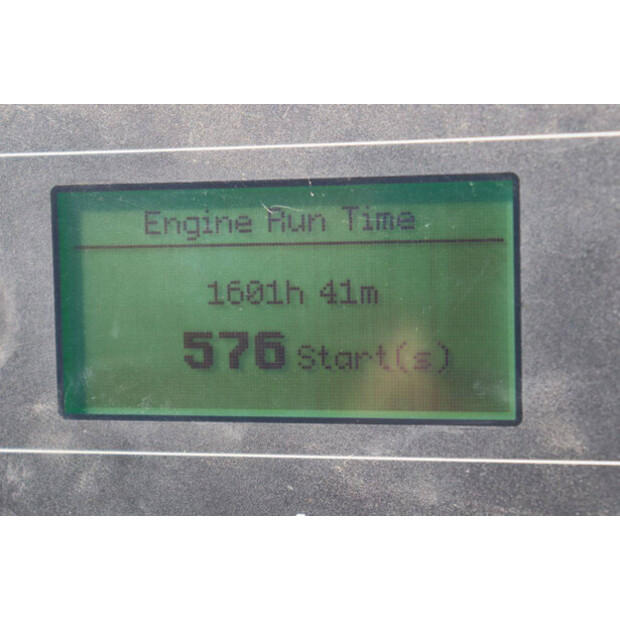 Engine Run Time
1601h 41m
576 Start(s)